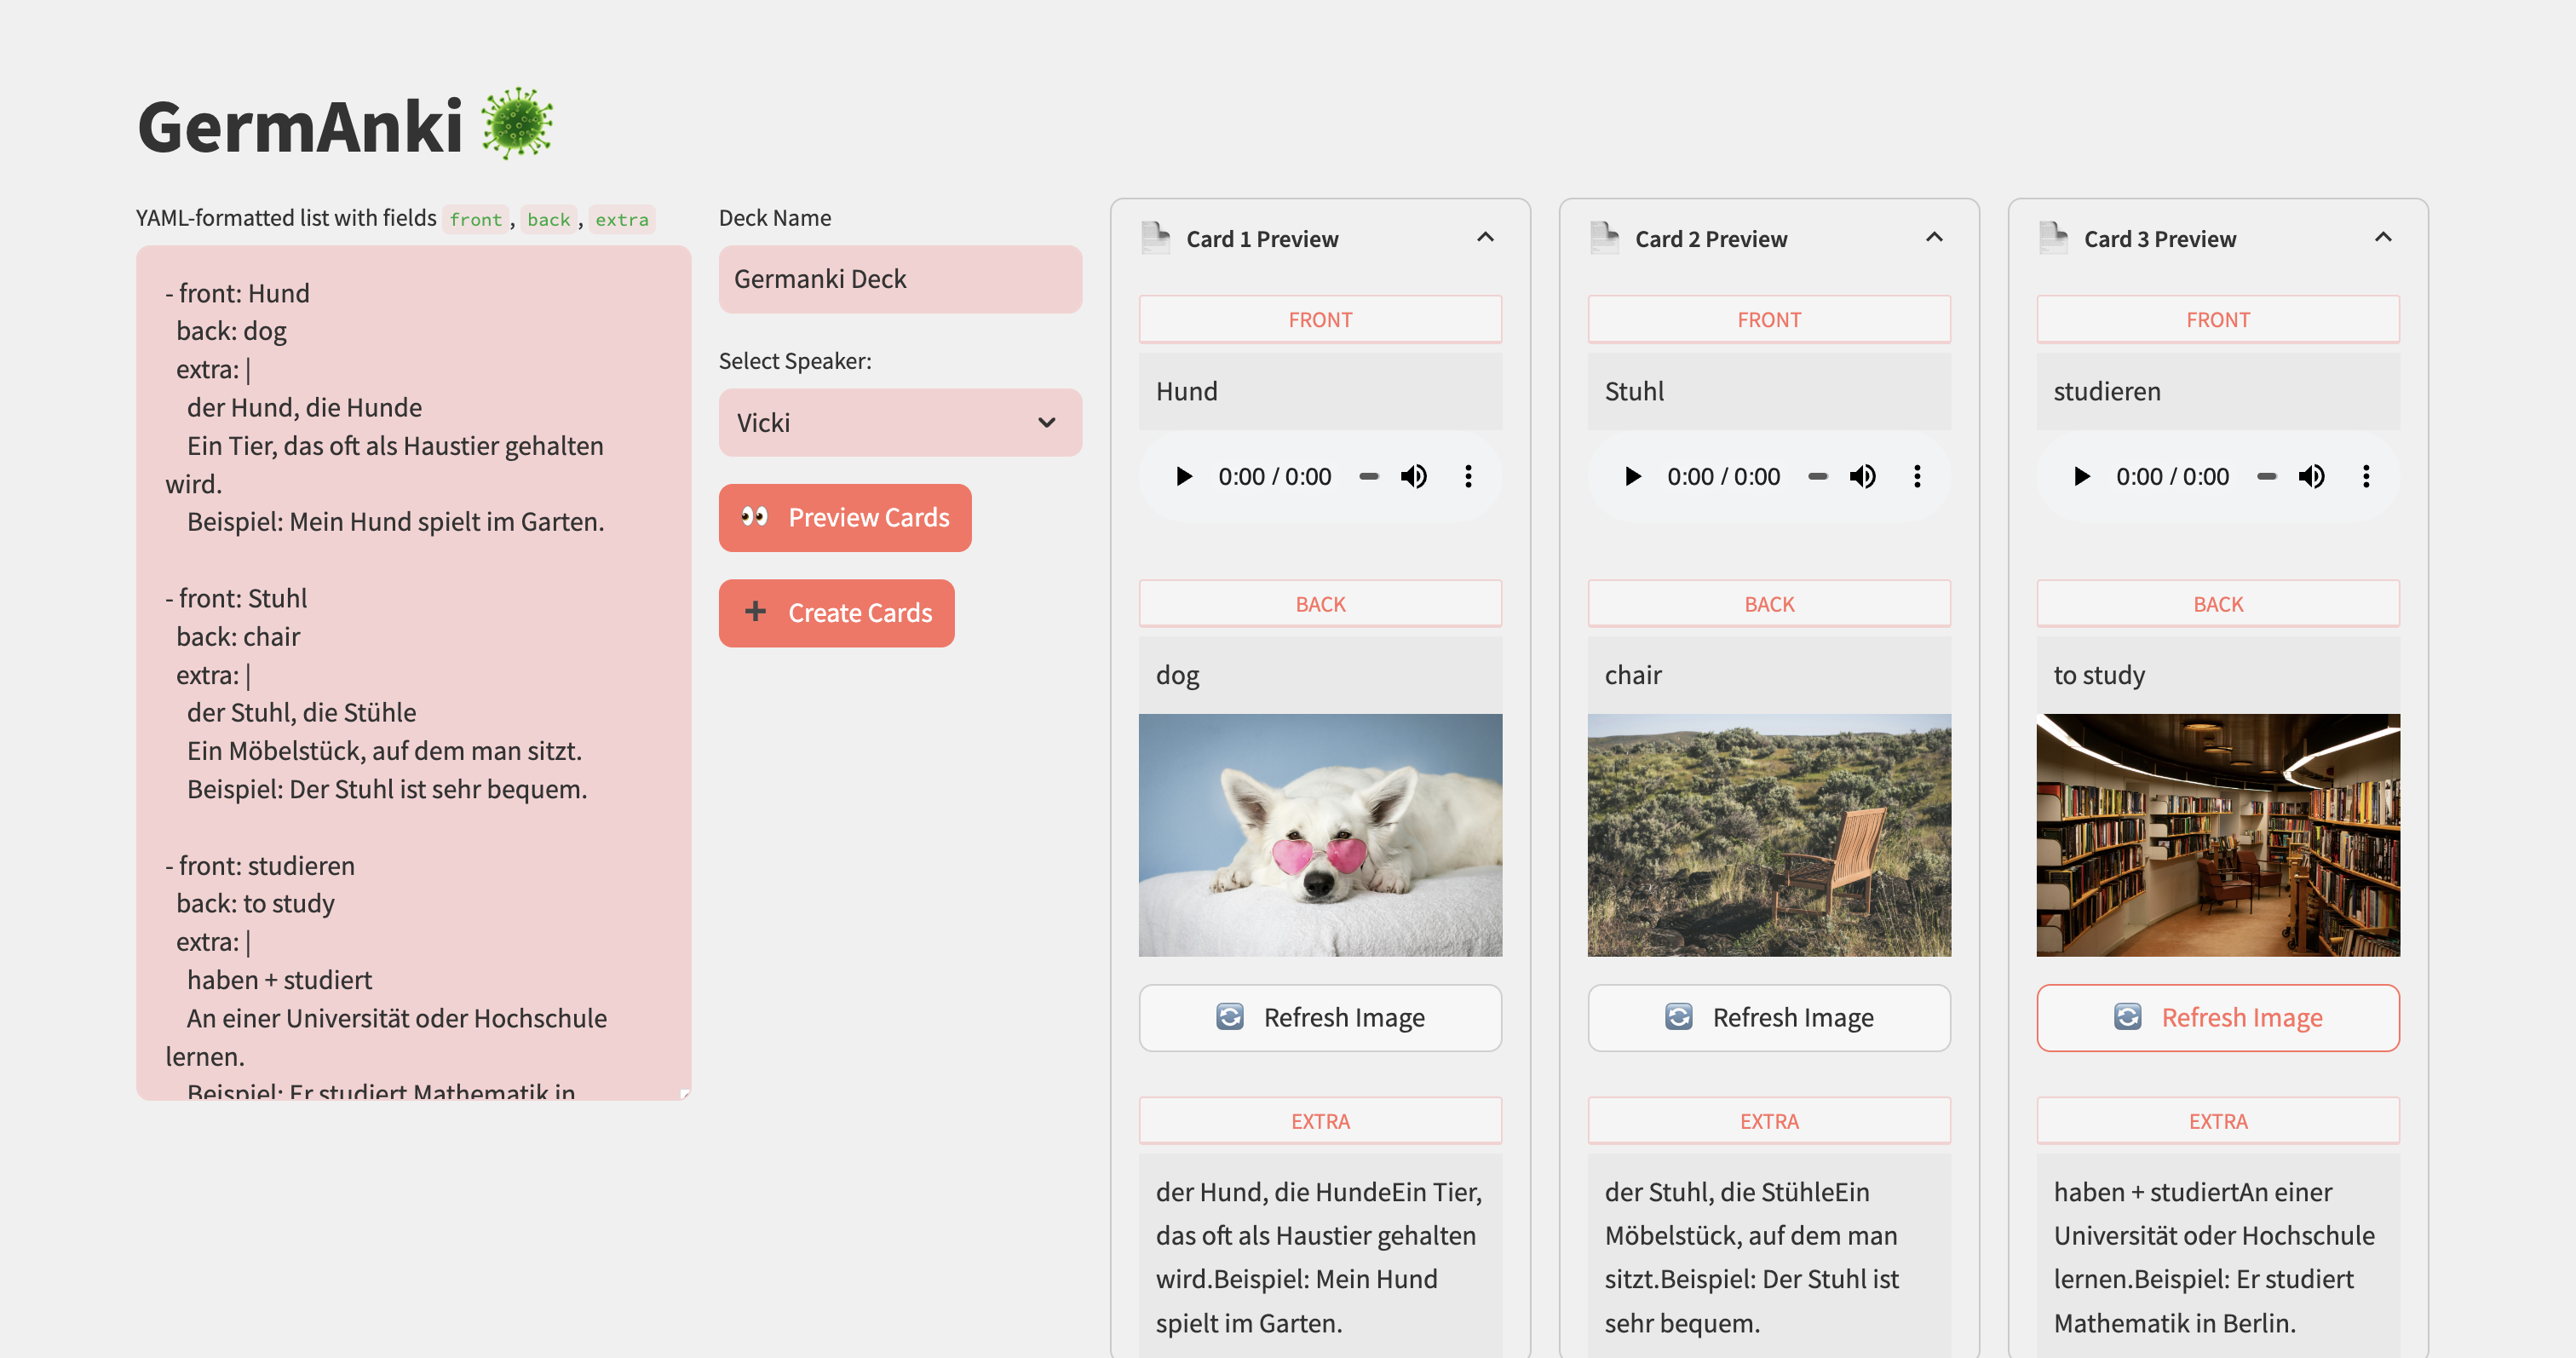 GermAnki
YAML-formatted list with fields front, back, extra
- front: Hund
back: dog
extra: |
der Hund, die Hunde
Ein Tier, das oft als Haustier gehalten
wird.
Beispiel: Mein Hund spielt im Garten.
- front: Stuhl
back: chair
extra: |
der Stuhl, die Stühle
Ein Möbelstück, auf dem man sitzt.
Beispiel: Der Stuhl ist sehr bequem.
- front: studieren
back: to study
extra: |
haben + studiert
An einer Universität oder Hochschule
lernen.
Beispiel: Er studiert Mathematik in
Deck Name
Germanki Deck
Select Speaker:
Vicki
Preview Cards
Create Cards
Card 1 Preview
FRONT
Hund
0:00 / 0:00
BACK
dog
Refresh Image
EXTRA
der Hund, die HundeEin Tier,
das oft als Haustier gehalten
wird.Beispiel: Mein Hund
spielt im Garten.
Card 2 Preview
FRONT
Stuhl
0:00 / 0:00
BACK
chair
Refresh Image
EXTRA
der Stuhl, die StühleEin
Möbelstück, auf dem man
sitzt.Beispiel: Der Stuhl ist
sehr bequem.
Card 3 Preview
FRONT
studieren
0:00 / 0:00
BACK
to study
Refresh Image
EXTRA
haben + studiertAn einer
Universität oder Hochschule
lernen.Beispiel: Er studiert
Mathematik in Berlin.